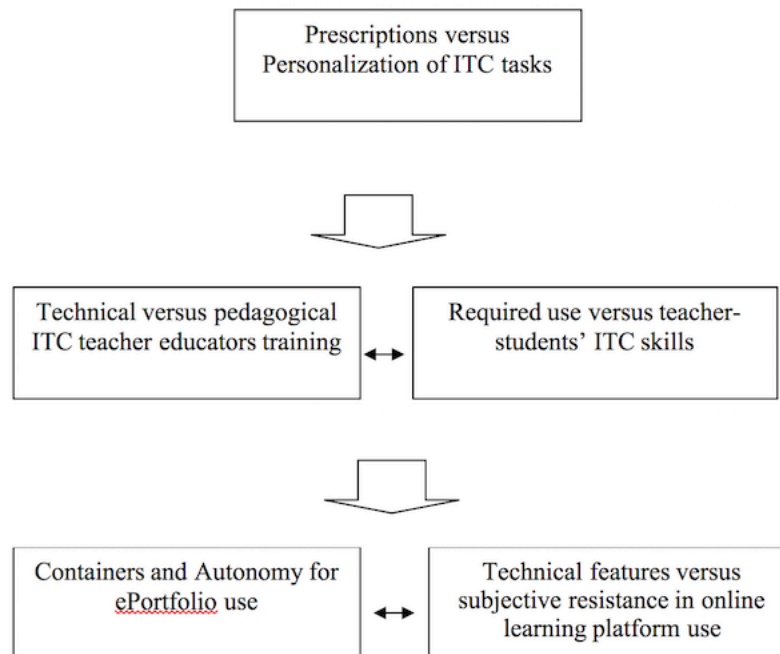 Prescriptions versus
Personalization of ITC tasks
Technical versus pedagogical
ITC teacher educators training
Required use versus teacher-
students’ ITC skills
Containers and Autonomy for
ePortfolio use
Technical features versus
subjective resistance in online
learning platform use